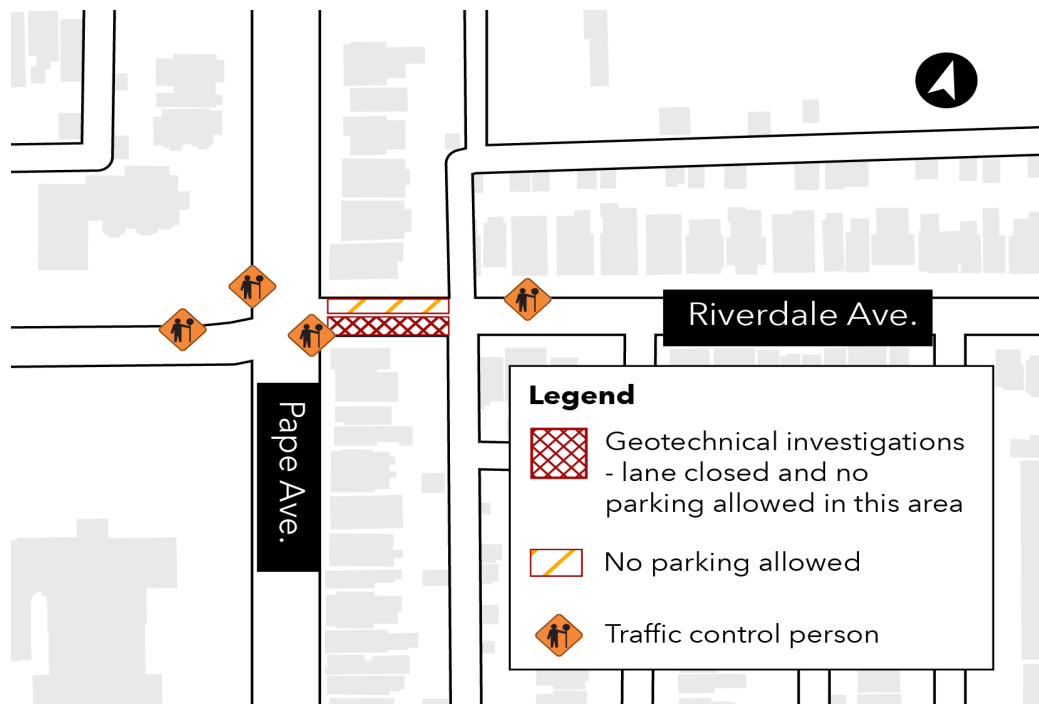 Riverdale Ave.
Pape Ave.
Legend
Geotechnical investigations
- lane closed and no
parking allowed in this area
No parking allowed
Traffic control person